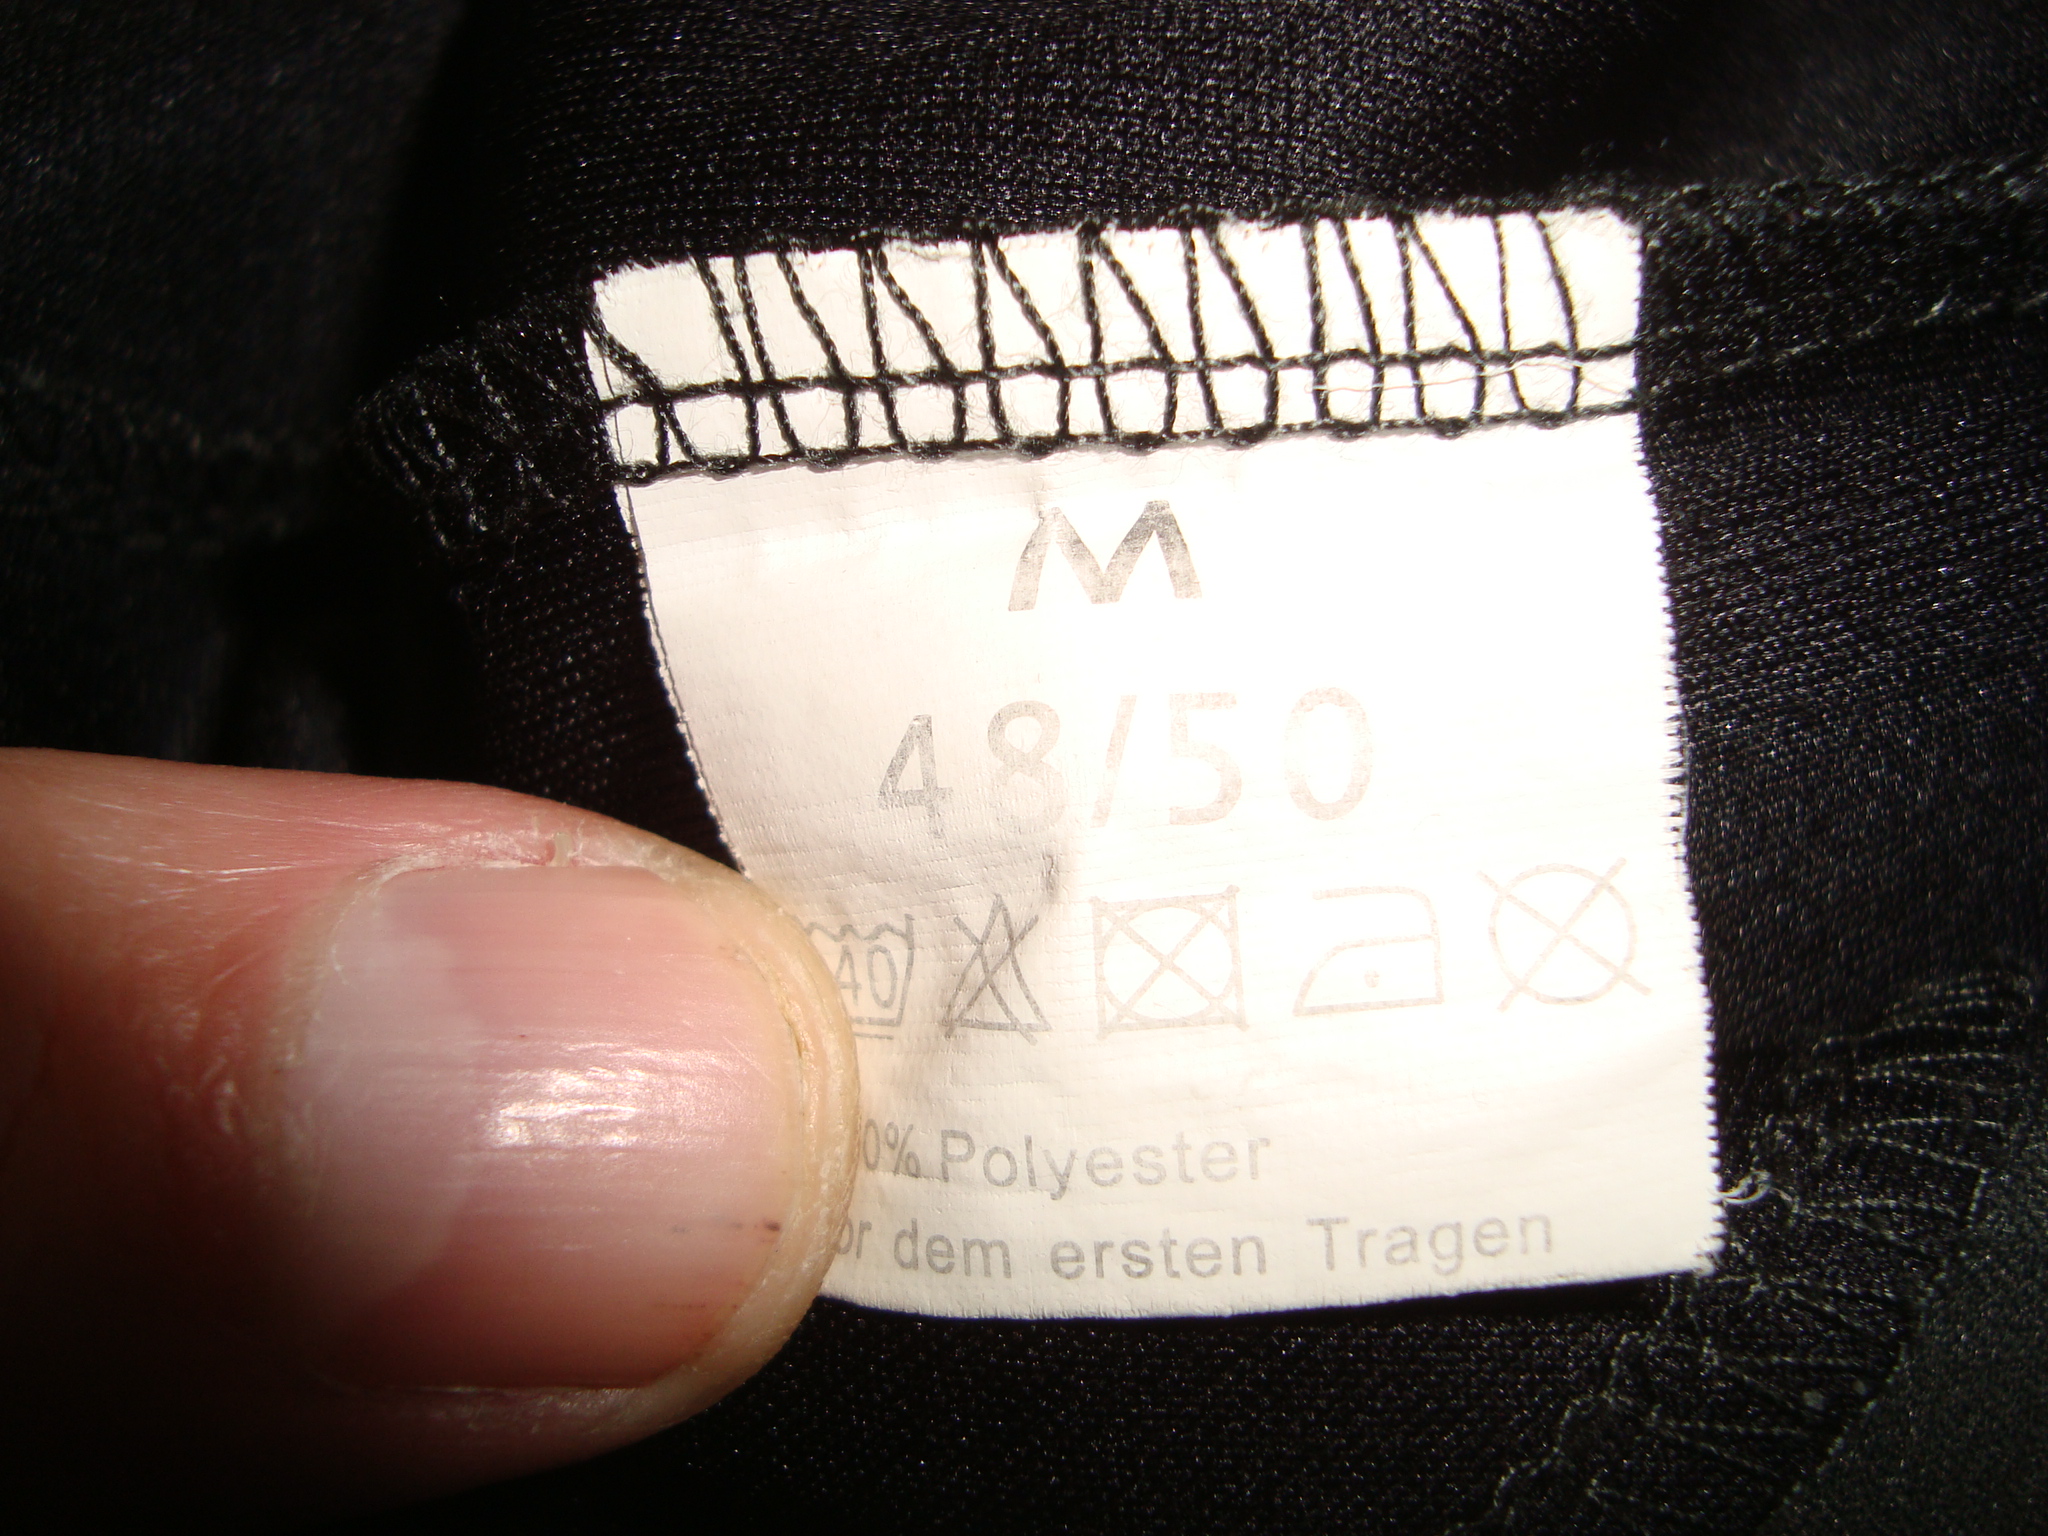 M
48/50
40
0% Polyester
or dem ersten Tragen